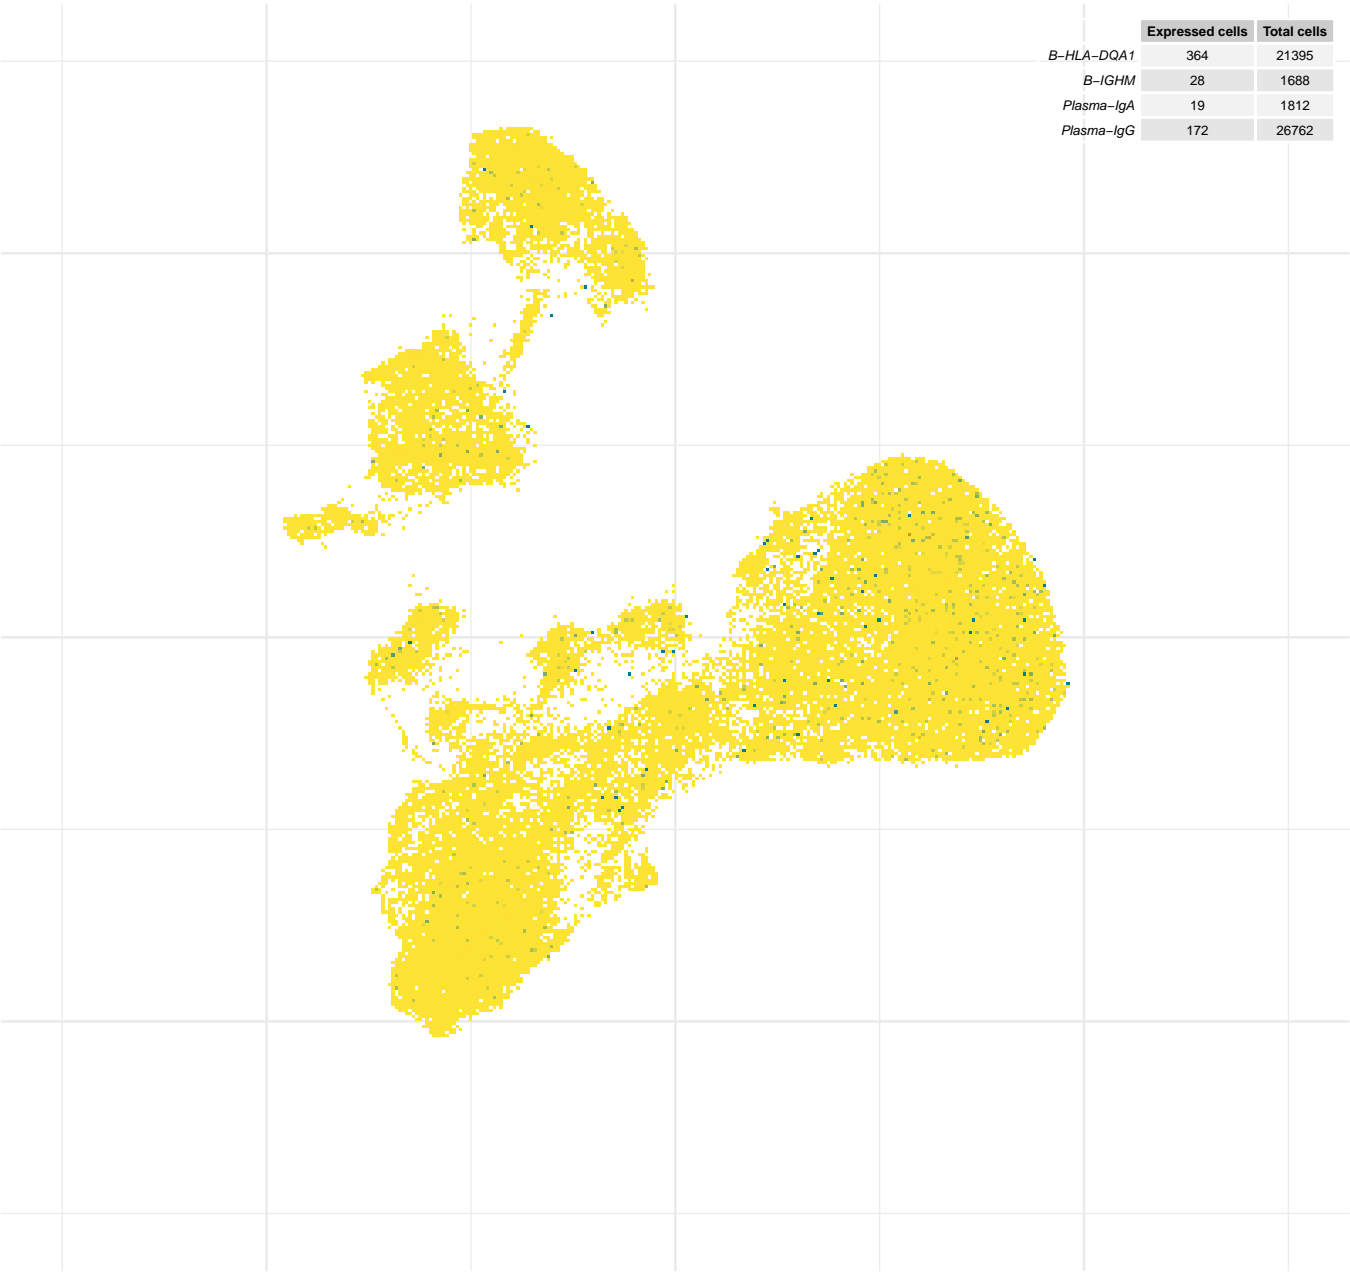 Expressed cells Total cells
B−HLA−DQA1 364 21395
B−IGHM 28 1688
Plasma−IgA 19 1812
Plasma−IgG 172 26762